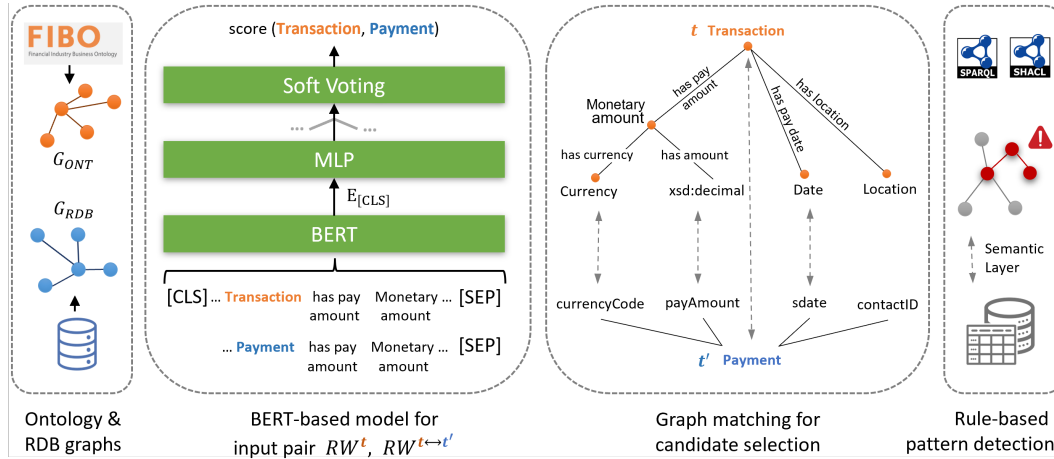 FIBO
Financial Industry Business Ontology
G_ONT
G_RDB
Ontology &
RDB graphs
score (Transaction, Payment)
Soft Voting
... ...
MLP
E[CLS]
BERT
[CLS] ... Transaction has pay amount Monetary amount ... [SEP]
... Payment has pay amount Monetary amount ... [SEP]
BERT-based model for
input pair RW^t, RW^t↔t'
t Transaction
has pay amount
has pay date
has location
Monetary
amount
has currency
has amount
Currency
xsd:decimal
Date
Location
currencyCode
payAmount
sdate
contactID
t' Payment
Graph matching for
candidate selection
SPARQL
SHACL
!
Semantic
Layer
Rule-based
pattern detection